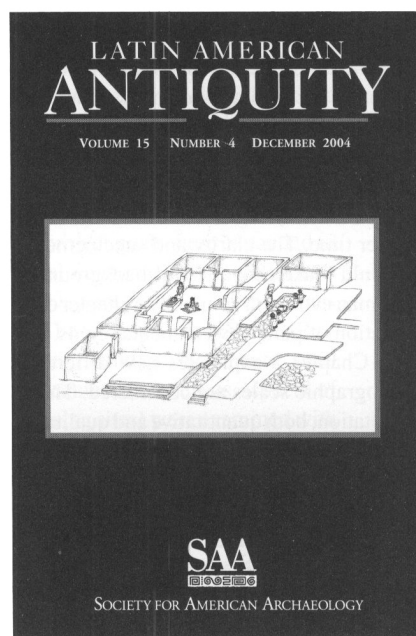 LATIN AMERICAN
ANTIQUITY
VOLUME 15 NUMBER 4 DECEMBER 2004
SAA
SOCIETY FOR AMERICAN ARCHAEOLOGY